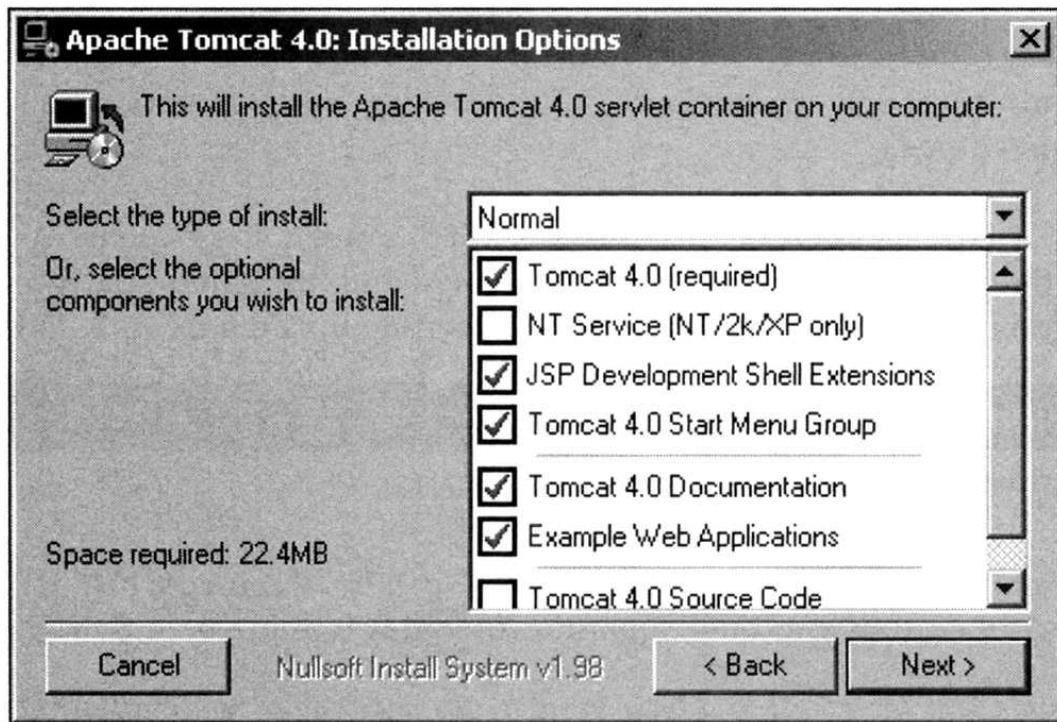 Apache Tomcat 4.0: Installation Options
This will install the Apache Tomcat 4.0 servlet container on your computer:
Select the type of install:
Normal
Or, select the optional
components you wish to install:
Tomcat 4.0 (required)
NT Service (NT/2k/XP only)
JSP Development Shell Extensions
Tomcat 4.0 Start Menu Group
Tomcat 4.0 Documentation
Example Web Applications
Tomcat 4.0 Source Code
Space required: 22.4MB
Cancel
Nullsoft Install System v1.98
< Back
Next >